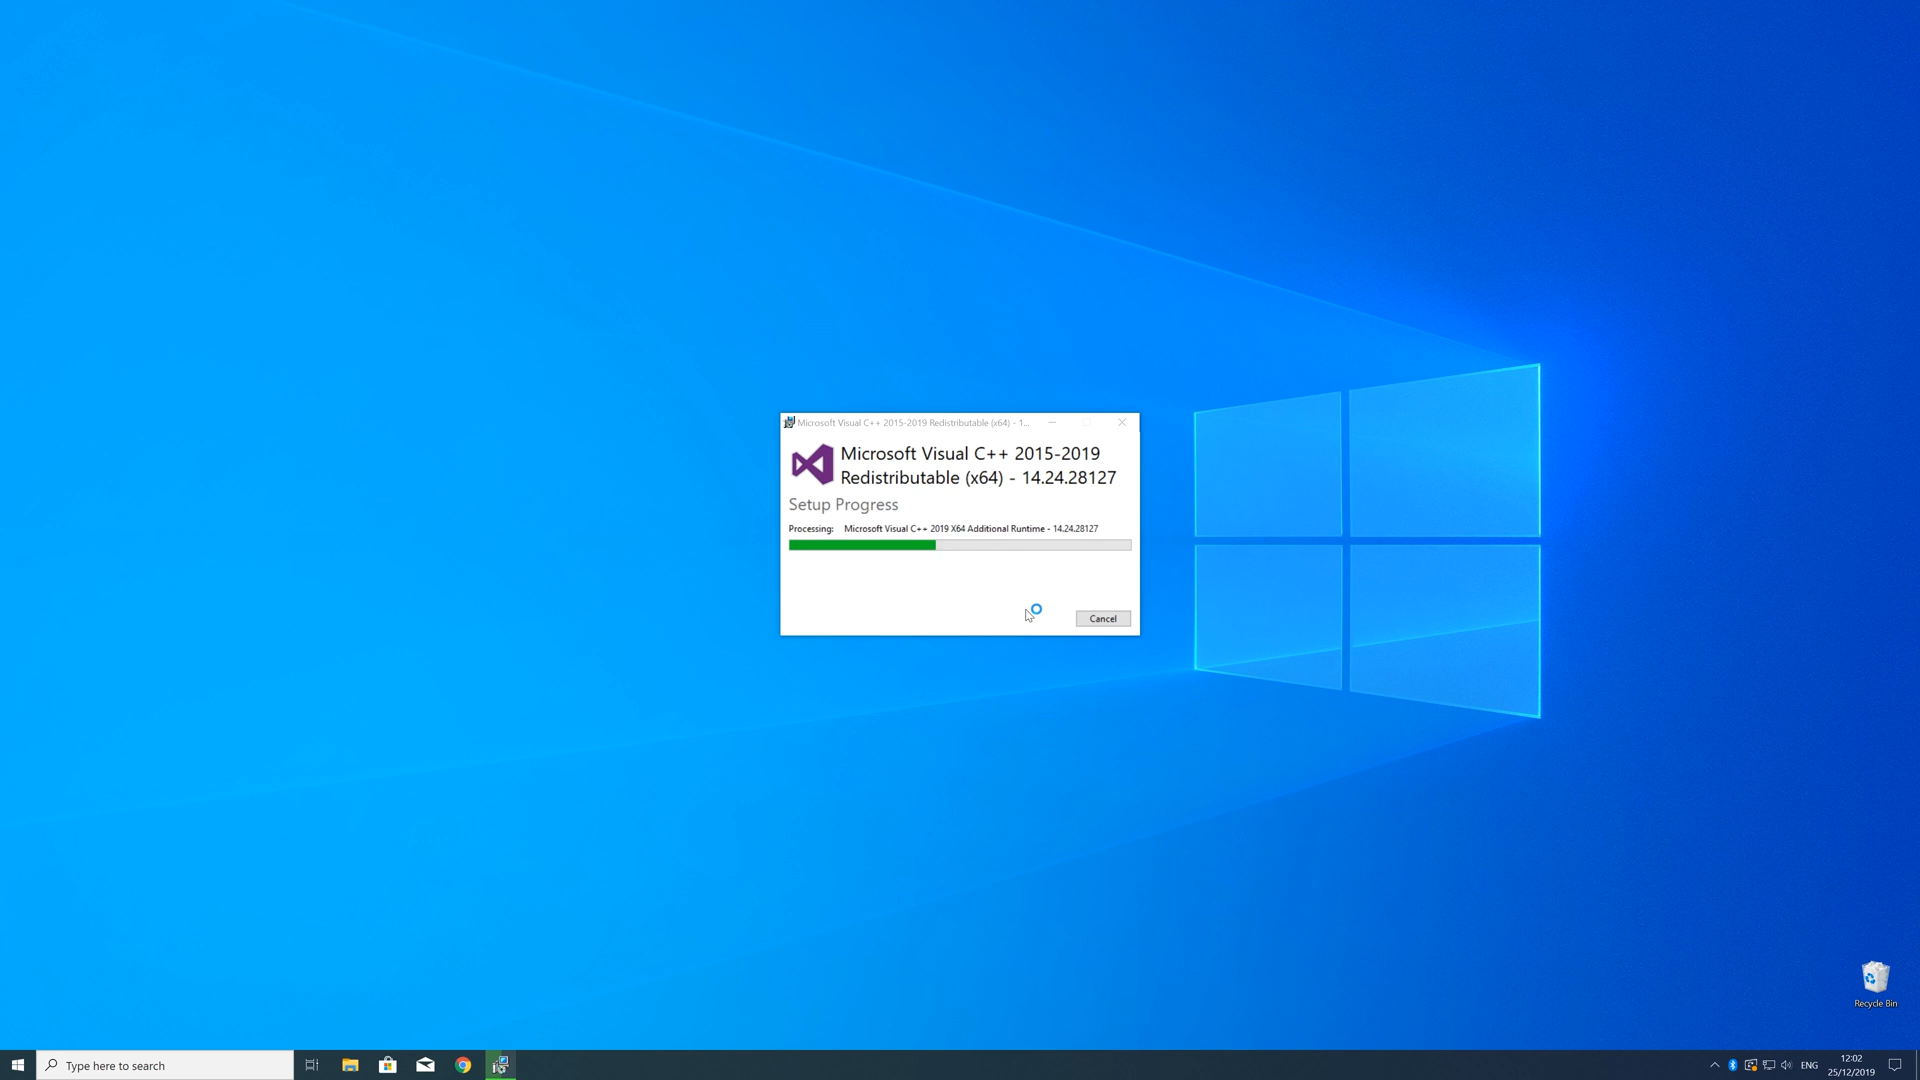 Microsoft Visual C++ 2015-2019 Redistributable (x64) - 1...
Microsoft Visual C++ 2015-2019
Redistributable (x64) - 14.24.28127
Setup Progress
Processing: Microsoft Visual C++ 2019 X64 Additional Runtime - 14.24.28127
Cancel
Recycle Bin
Type here to search
ENG
12:02
25/12/2019